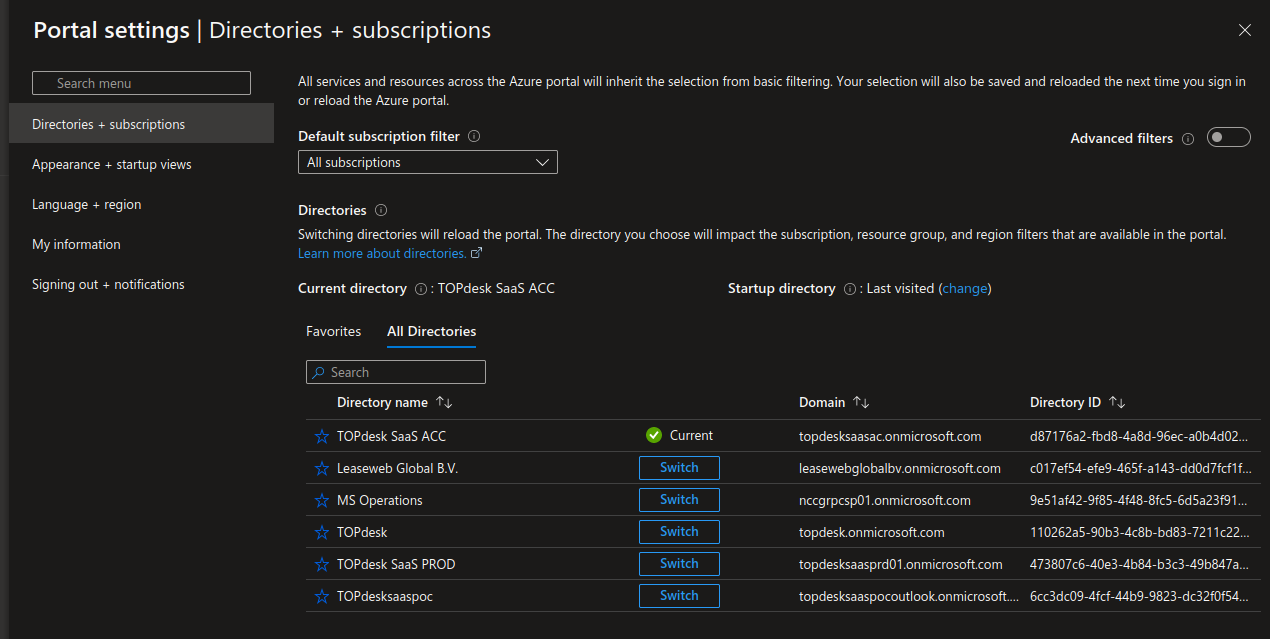 Portal settings | Directories + subscriptions
Search menu
Directories + subscriptions
Appearance + startup views
Language + region
My information
Signing out + notifications
All services and resources across the Azure portal will inherit the selection from basic filtering. Your selection will also be saved and reloaded the next time you sign in
or reload the Azure portal.
Default subscription filter
Advanced filters
All subscriptions
Directories
Switching directories will reload the portal. The directory you choose will impact the subscription, resource group, and region filters that are available in the portal.
Learn more about directories.
Current directory : TOPdesk SaaS ACC
Startup directory : Last visited (change)
Favorites All Directories
Search
Directory name Domain Directory ID
TOPdesk SaaS ACC Current topdesksaasac.onmicrosoft.com d87176a2-fbd8-4a8d-96ec-a0b4d02...
Leaseweb Global B.V. Switch leasewebglobalbv.onmicrosoft.com c017ef54-efe9-465f-a143-dd0d7fcf1f...
MS Operations Switch nccgrpcsp01.onmicrosoft.com 9e51af42-9f85-4f48-8fc5-6d5a23f91...
TOPdesk Switch topdesk.onmicrosoft.com 110262a5-90b3-4c8b-bd83-7211c22...
TOPdesk SaaS PROD Switch topdesksaasprd01.onmicrosoft.com 473807c6-40e3-4b84-b3c3-49b847a...
TOPdesksaaspoc Switch topdesksaaspocoutlook.onmicrosoft.... 6cc3dc09-4fcf-44b9-9823-dc32f0f54...